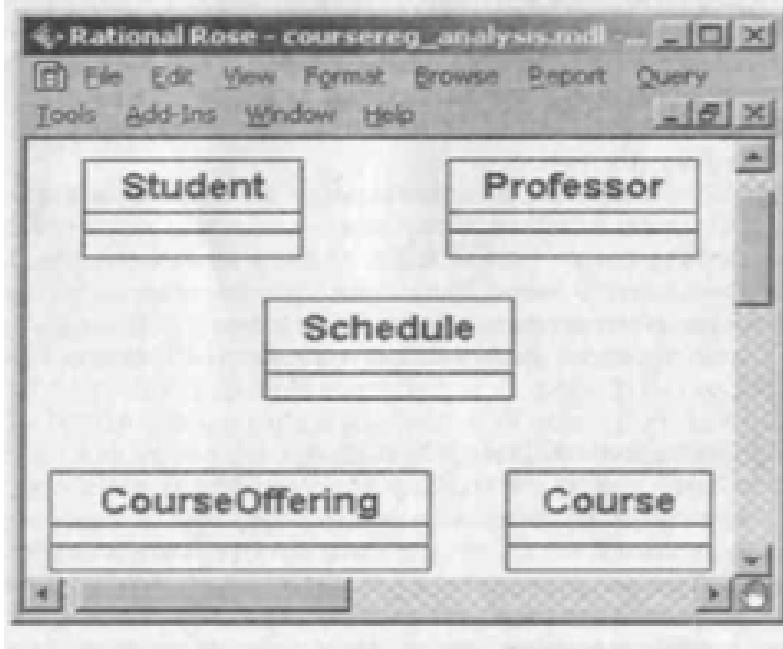 Rational Rose - coursereg_analysis.mdl - ...
File Edit View Format Browse Report Query
Tools Add-Ins Window Help
Student Professor
Schedule
CourseOffering Course